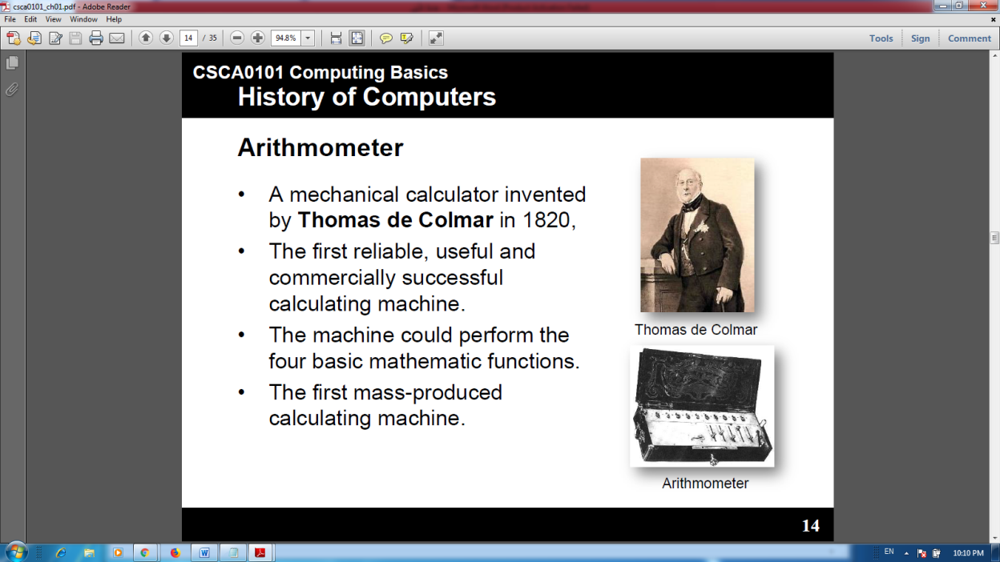 csca0101_ch01.pdf - Adobe Reader
File Edit View Window Help
14 / 35 94.8% Tools Sign Comment
CSCA0101 Computing Basics
History of Computers
Arithmometer
• A mechanical calculator invented
by Thomas de Colmar in 1820,
• The first reliable, useful and
commercially successful
calculating machine.
• The machine could perform the
four basic mathematic functions.
• The first mass-produced
calculating machine.
Thomas de Colmar
Arithmometer
14
EN 10:10 PM